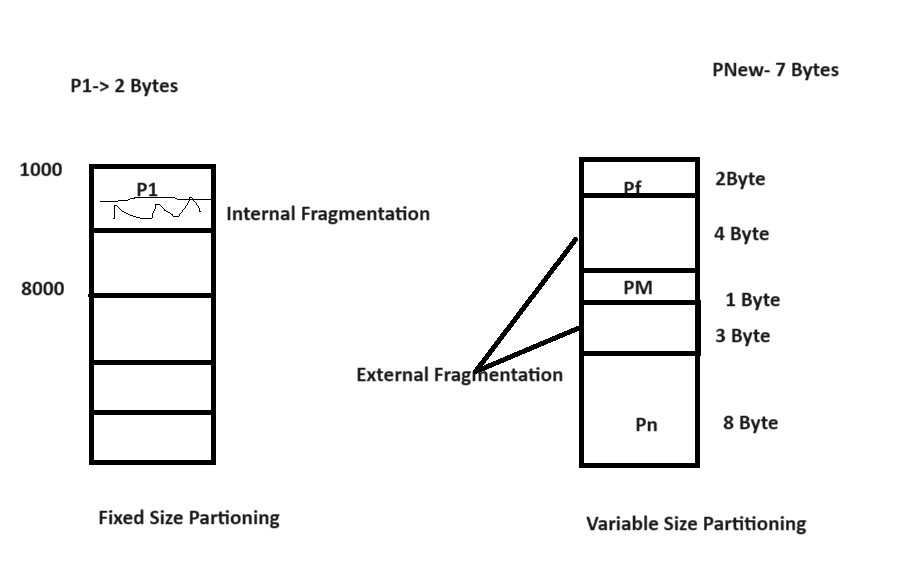 P1-> 2 Bytes
PNew- 7 Bytes
1000
P1
Internal Fragmentation
8000
Fixed Size Partioning
Pf
2Byte
4 Byte
PM
1 Byte
3 Byte
External Fragmentation
Pn
8 Byte
Variable Size Partitioning